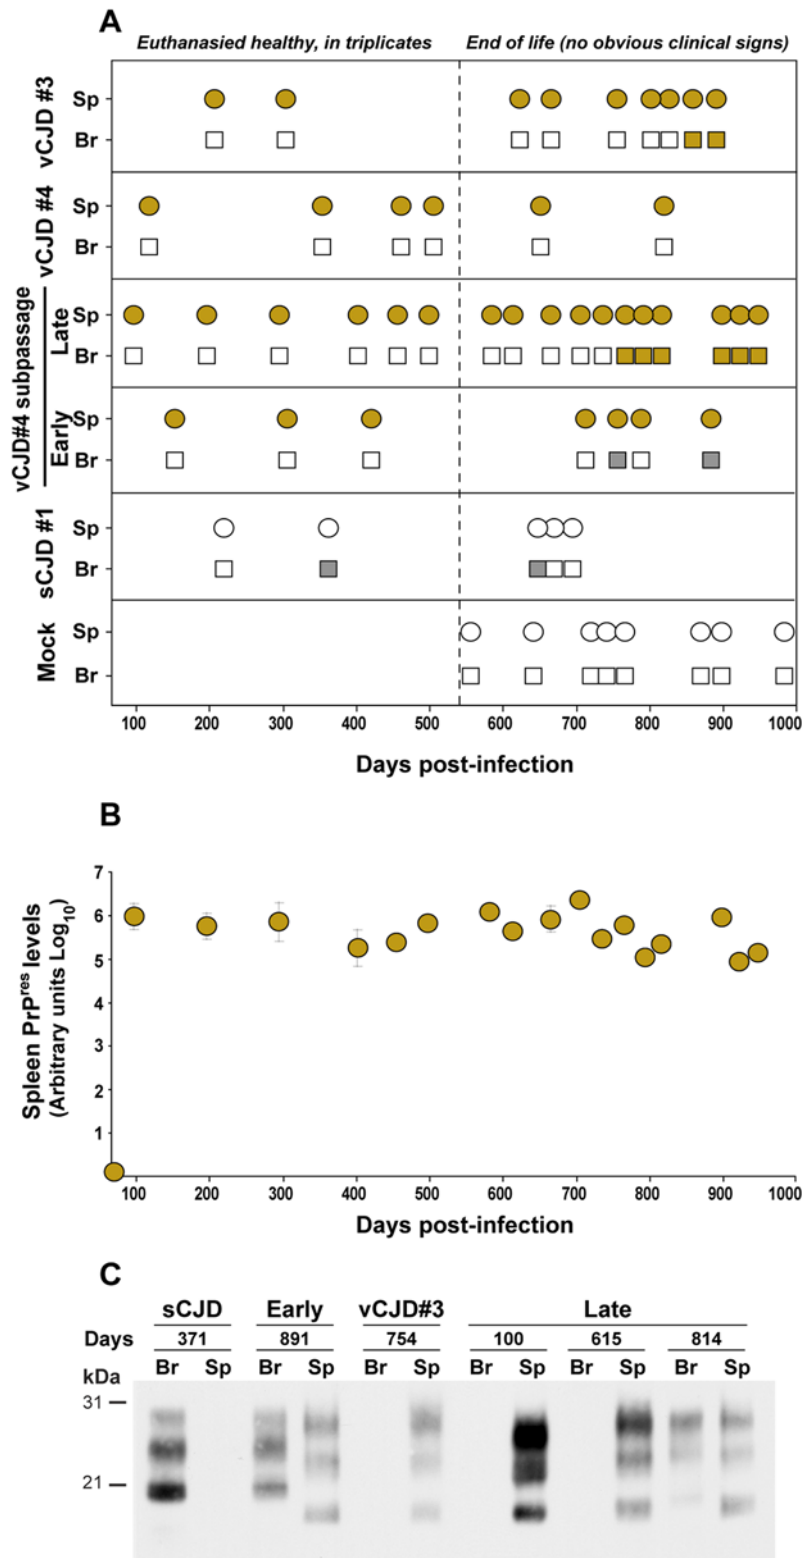 A
Euthanasied healthy, in triplicates
End of life (no obvious clinical signs)
vCJD #3
Sp
Br
vCJD #4
Sp
Br
vCJD#4 subpassage
Late
Sp
Br
Early
Sp
Br
sCJD #1
Sp
Br
Mock
Sp
Br
100 200 300 400 500 600 700 800 900 1000
Days post-infection
B
Spleen PrPres levels
(Arbitrary units Log10)
7
6
5
4
3
2
1
100 200 300 400 500 600 700 800 900 1000
Days post-infection
C
sCJD Early vCJD#3 Late
Days 371 891 754 100 615 814
Br Sp Br Sp Br Sp Br Sp Br Sp Br Sp
kDa
31
21